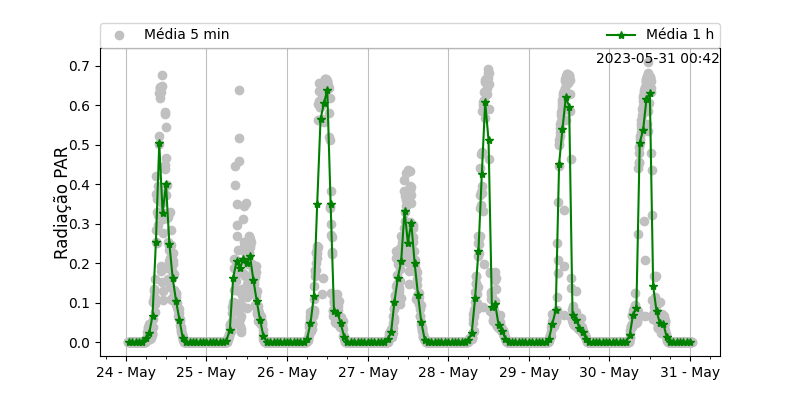 Média 5 min
Média 1 h
2023-05-31 00:42
Radiação PAR
0.7
0.6
0.5
0.4
0.3
0.2
0.1
0.0
24 - May
25 - May
26 - May
27 - May
28 - May
29 - May
30 - May
31 - May